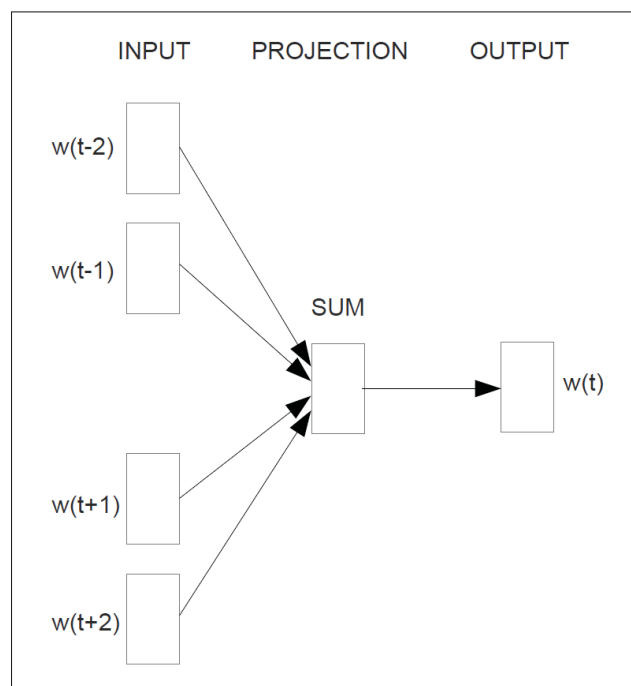 INPUT PROJECTION OUTPUT
w(t-2)
w(t-1)
SUM
w(t)
w(t+1)
w(t+2)